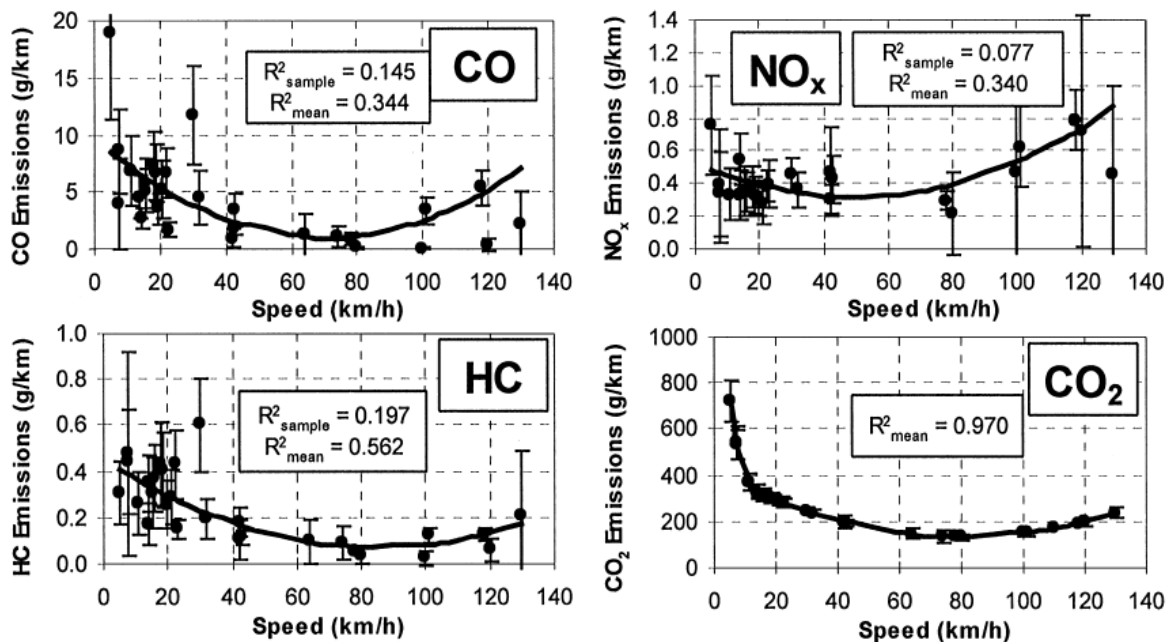 CO Emissions (g/km)
20
15
10
5
0
R²sample = 0.145
R²mean = 0.344
CO
0 20 40 60 80 100 120 140
Speed (km/h)
NOx Emissions (g/km)
1.4
1.2
1.0
0.8
0.6
0.4
0.2
0.0
NOx
R²sample = 0.077
R²mean = 0.340
0 20 40 60 80 100 120 140
Speed (km/h)
HC Emissions (g/km)
1.0
0.8
0.6
0.4
0.2
0.0
R²sample = 0.197
R²mean = 0.562
HC
0 20 40 60 80 100 120 140
Speed (km/h)
CO₂ Emissions (g/km)
1000
800
600
400
200
0
R²mean = 0.970
CO₂
0 20 40 60 80 100 120 140
Speed (km/h)